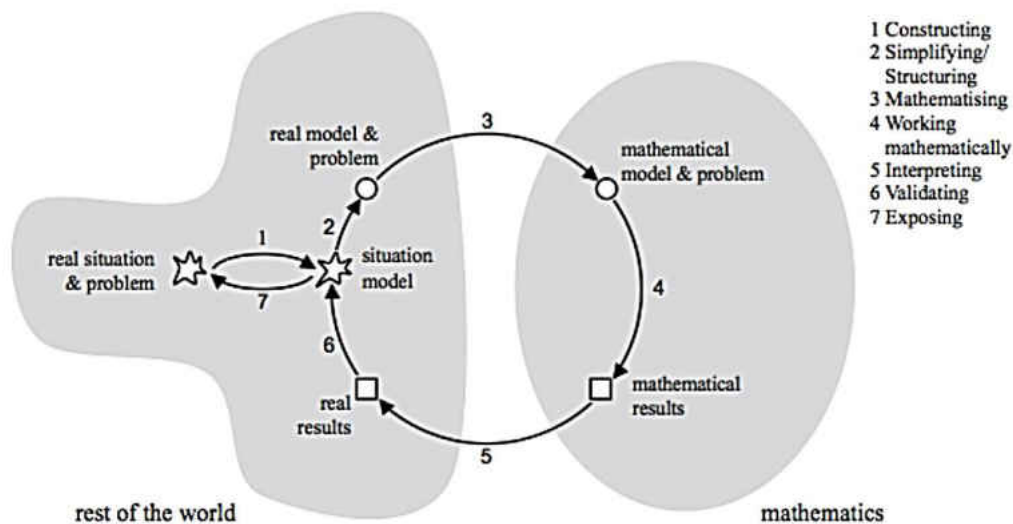 1 Constructing
2 Simplifying/
Structuring
3 Mathematising
4 Working
mathematically
5 Interpreting
6 Validating
7 Exposing
3
real model &
problem
mathematical
model & problem
2
1
real situation
& problem
situation
model
7
4
6
real
results
mathematical
results
5
rest of the world
mathematics